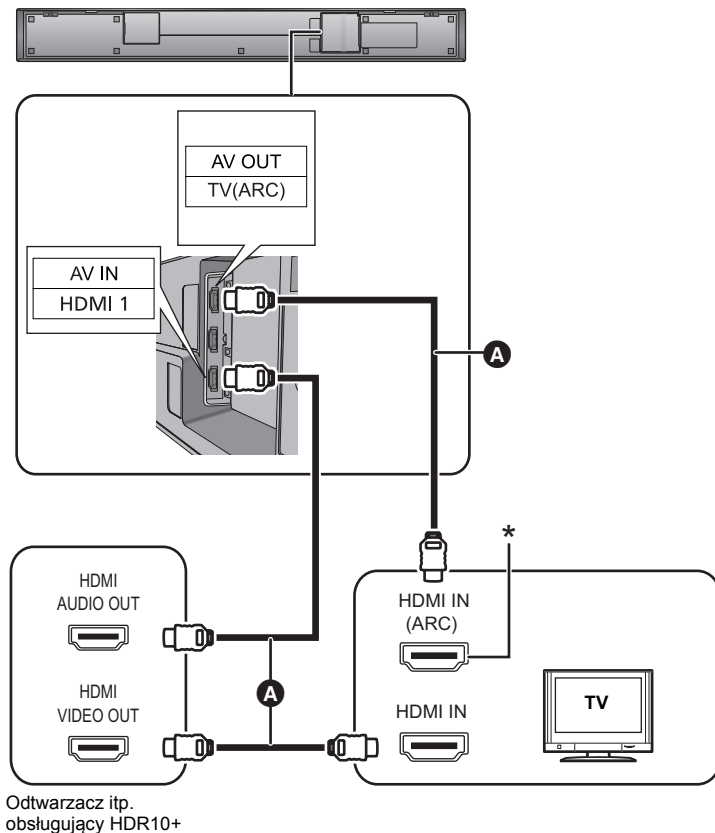 AV OUT
TV(ARC)
AV IN
HDMI 1
A
*
HDMI
AUDIO OUT
HDMI IN
(ARC)
A
HDMI
VIDEO OUT
HDMI IN
TV
Odtwarzacz itp.
obsługujący HDR10+